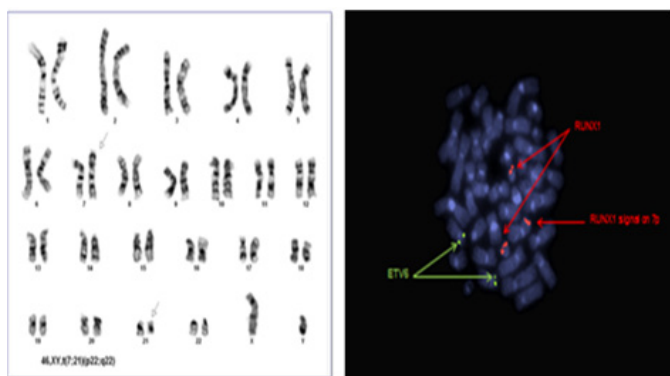 1 2 3 4 5
6 7 8 9 10 11 12
13 14 15 16 17 18
19 20 21 22 X Y
46,XY,t(7;21)(p22;q22)
RUNX1
RUNX1 signal on 7p
ETV6